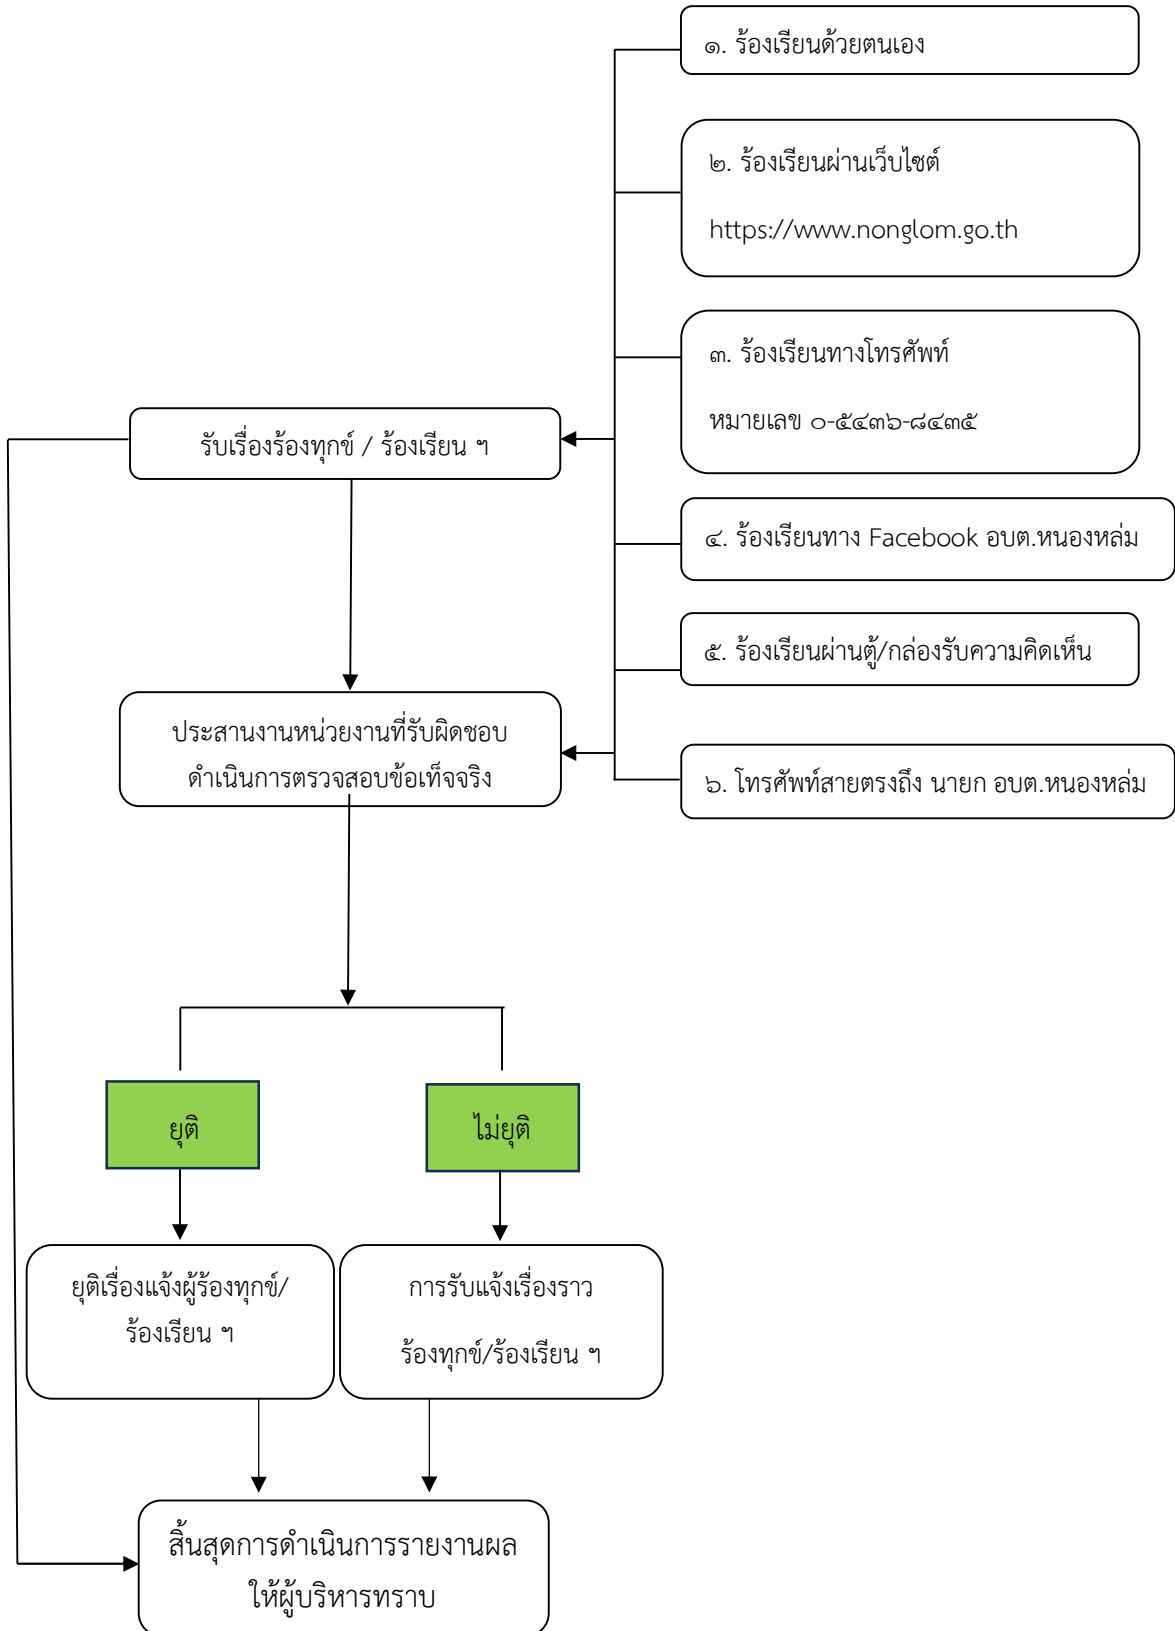 ๑. ร้องเรียนด้วยตนเอง
๒. ร้องเรียนผ่านเว็บไซต์
https://www.nonglom.go.th
๓. ร้องเรียนทางโทรศัพท์
หมายเลข ๐-๕๔๓๖-๘๔๓๕
รับเรื่องร้องทุกข์ / ร้องเรียน ฯ
๔. ร้องเรียนทาง Facebook อบต.หนองหล่ม
๕. ร้องเรียนผ่านตู้/กล่องรับความคิดเห็น
ประสานงานหน่วยงานที่รับผิดชอบ
ดำเนินการตรวจสอบข้อเท็จจริง
๖. โทรศัพท์สายตรงถึง นายก อบต.หนองหล่ม
ยุติ
ไม่ยุติ
ยุติเรื่องแจ้งผู้ร้องทุกข์/
ร้องเรียน ฯ
การรับแจ้งเรื่องราว
ร้องทุกข์/ร้องเรียน ฯ
สิ้นสุดการดำเนินการรายงานผล
ให้ผู้บริหารทราบ